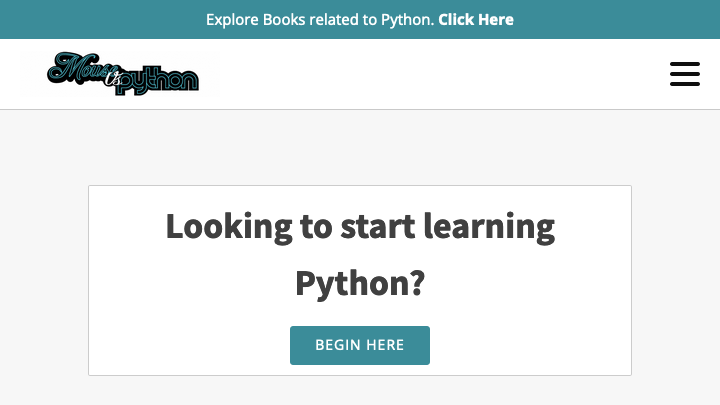 Explore Books related to Python. Click Here
Mouse vs python
Looking to start learning
Python?
BEGIN HERE